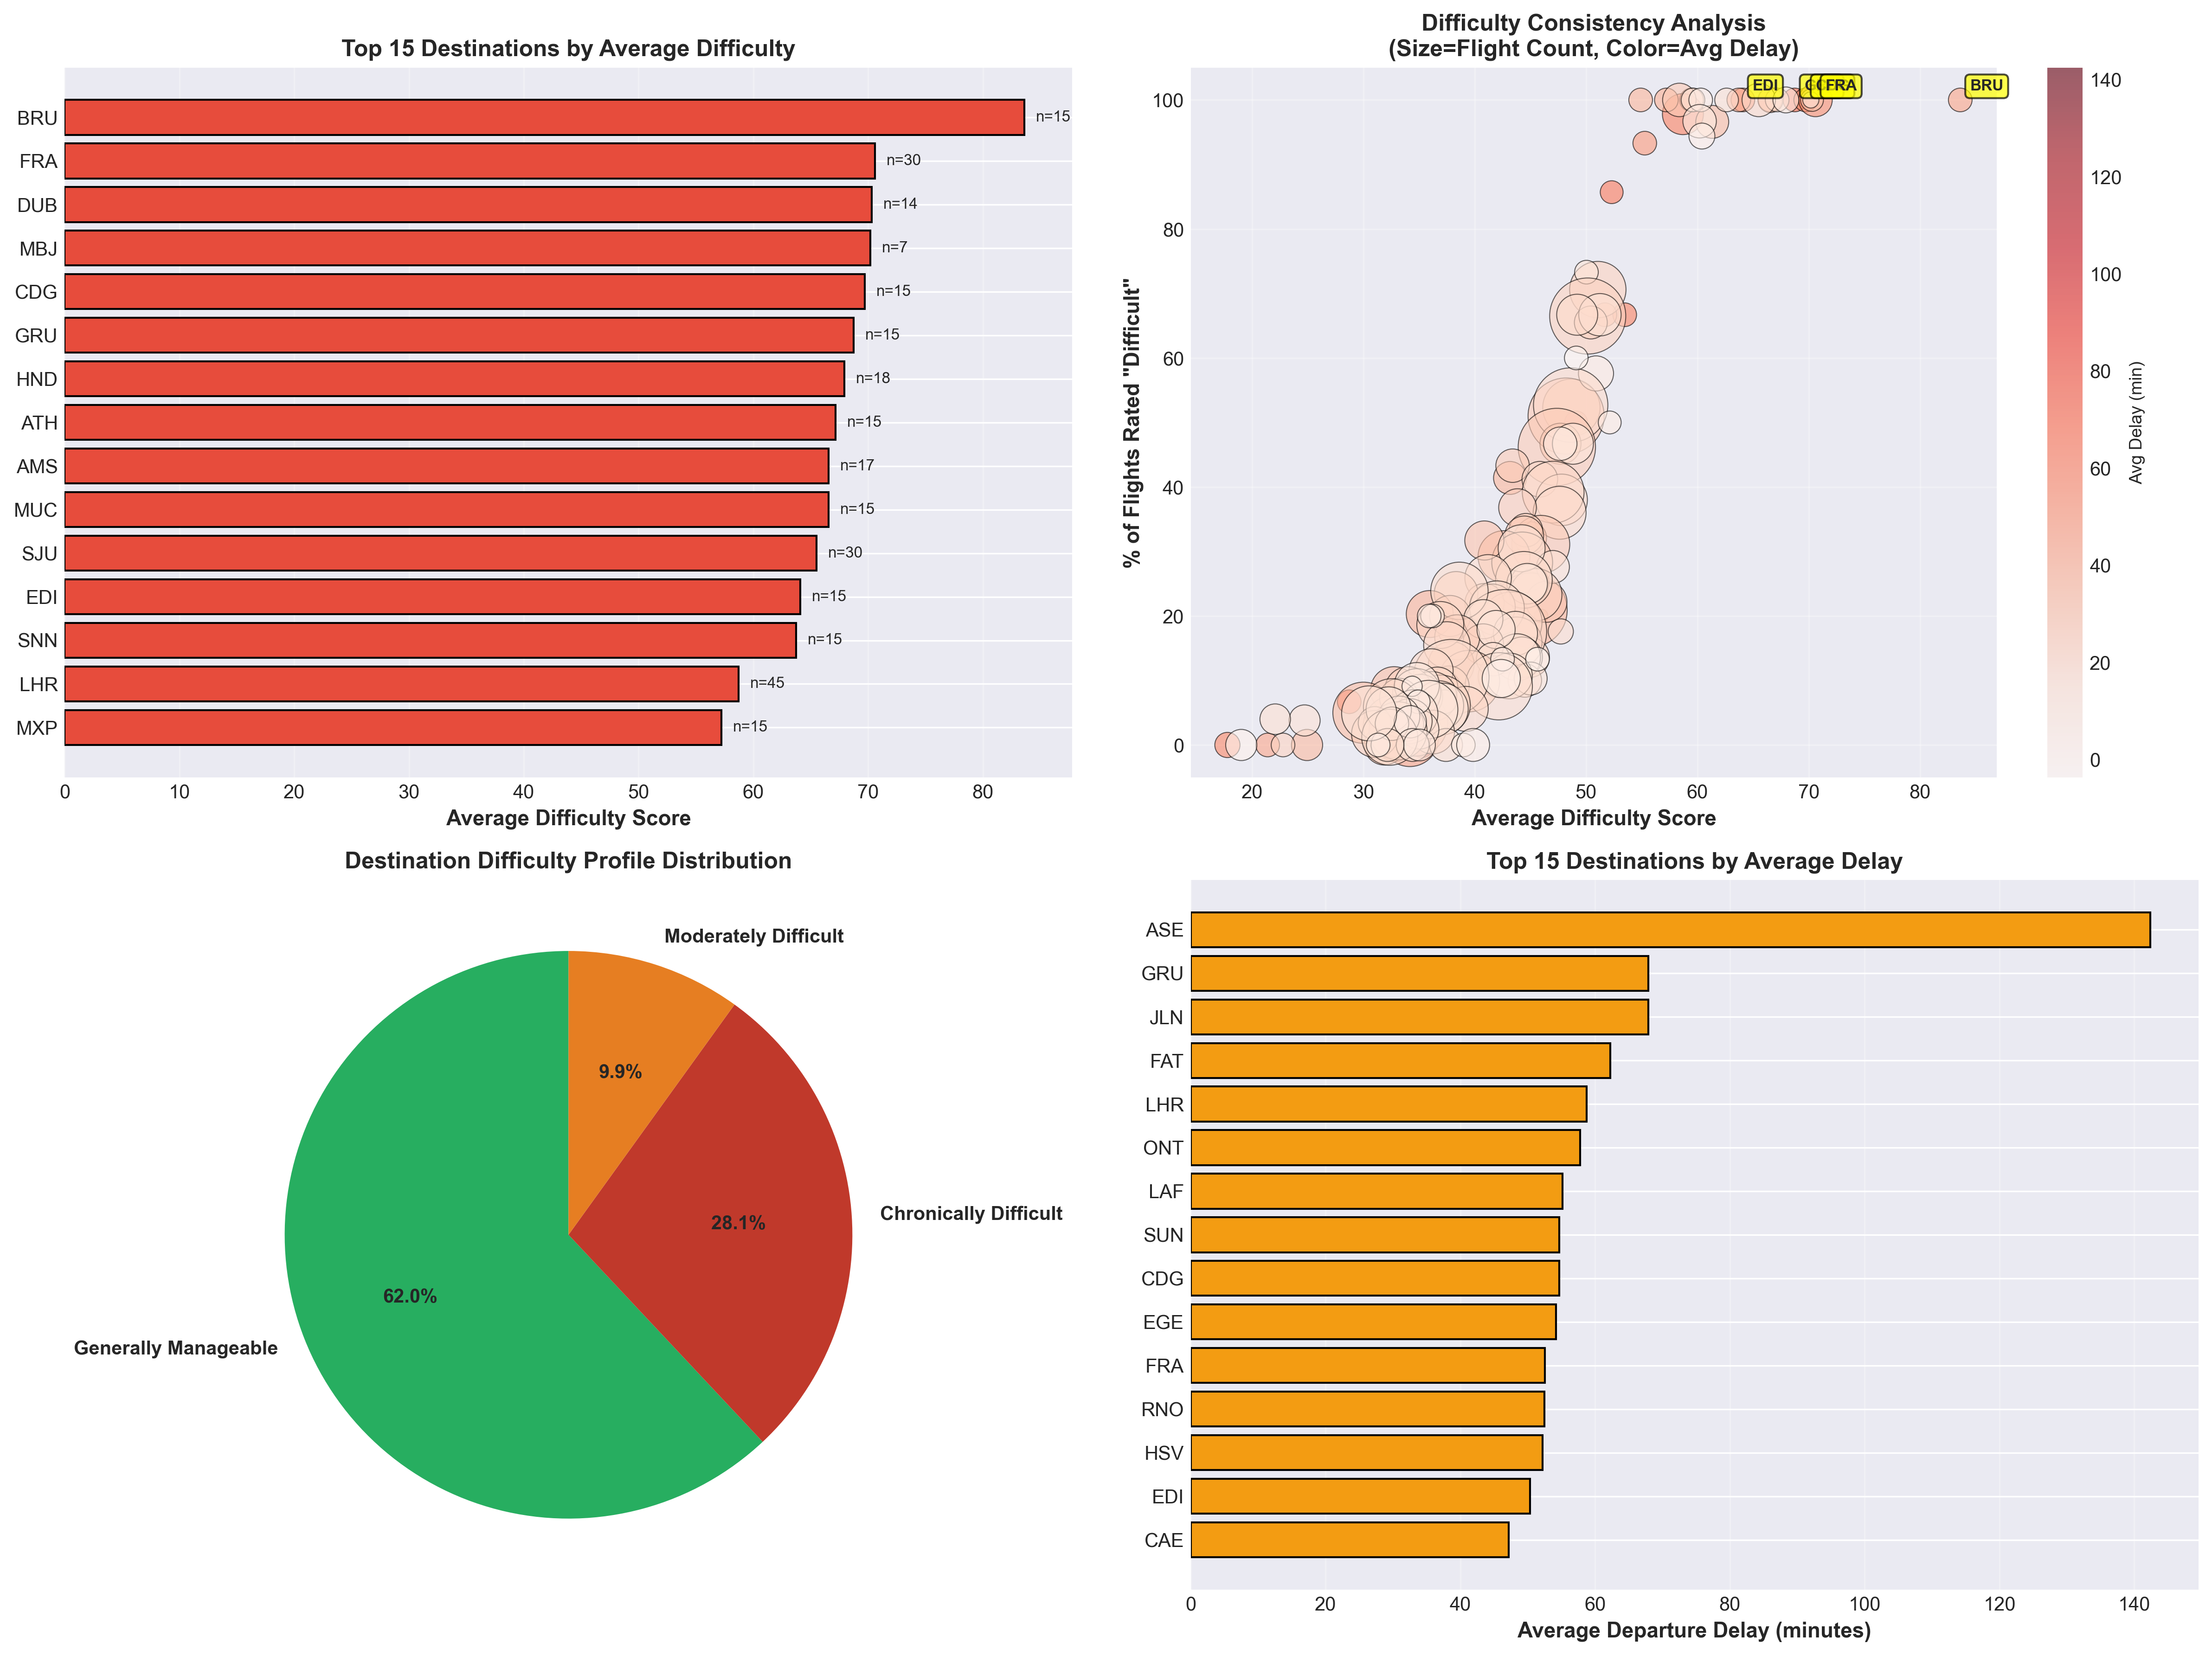 Top 15 Destinations by Average Difficulty
BRU
FRA
DUB
MBJ
CDG
GRU
HND
ATH
AMS
MUC
SJU
EDI
SNN
LHR
MXP
n=15
n=30
n=14
n=7
n=15
n=15
n=18
n=15
n=17
n=15
n=30
n=15
n=15
n=45
n=15
0 10 20 30 40 50 60 70 80
Average Difficulty Score
Difficulty Consistency Analysis
(Size=Flight Count, Color=Avg Delay)
% of Flights Rated "Difficult"
100
80
60
40
20
0
EDI
FRA
BRU
20 30 40 50 60 70 80
Average Difficulty Score
140
120
100
80
60
40
20
0
Avg Delay (min)
Destination Difficulty Profile Distribution
Moderately Difficult
9.9%
Chronically Difficult
28.1%
62.0%
Generally Manageable
Top 15 Destinations by Average Delay
ASE
GRU
JLN
FAT
LHR
ONT
LAF
SUN
CDG
EGE
FRA
RNO
HSV
EDI
CAE
0 20 40 60 80 100 120 140
Average Departure Delay (minutes)